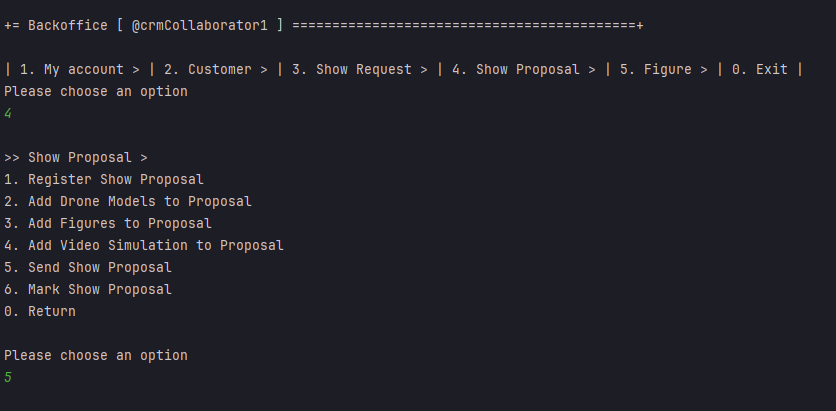 += Backoffice [ @crmCollaborator1 ] ===========================================+
| 1. My account > | 2. Customer > | 3. Show Request > | 4. Show Proposal > | 5. Figure > | 0. Exit |
Please choose an option
4
>> Show Proposal >
1. Register Show Proposal
2. Add Drone Models to Proposal
3. Add Figures to Proposal
4. Add Video Simulation to Proposal
5. Send Show Proposal
6. Mark Show Proposal
0. Return
Please choose an option
5